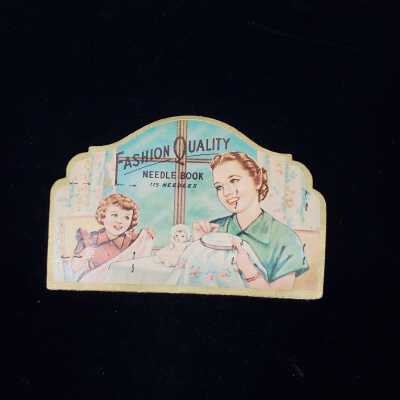 FASHION QUALITY
NEEDLE BOOK
115 NEEDLES